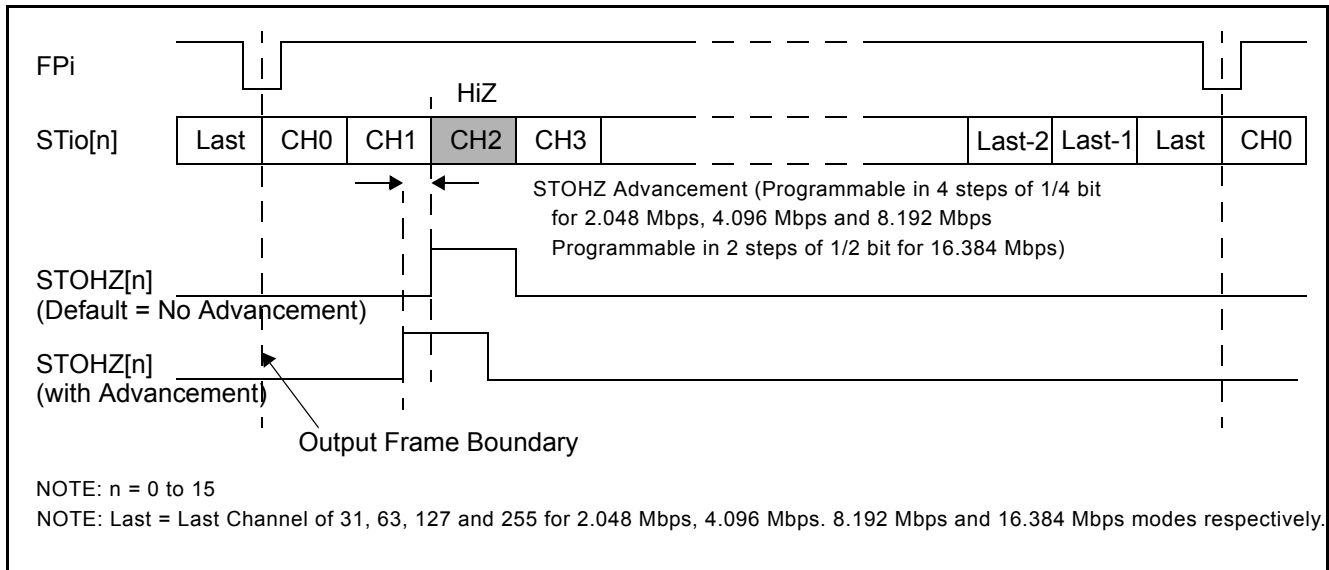 FPi
HiZ
STio[n] Last CH0 CH1 CH2 CH3 Last-2 Last-1 Last CH0
STOHZ Advancement (Programmable in 4 steps of 1/4 bit
for 2.048 Mbps, 4.096 Mbps and 8.192 Mbps
Programmable in 2 steps of 1/2 bit for 16.384 Mbps)
STOHZ[n]
(Default = No Advancement)
STOHZ[n]
(with Advancement)
Output Frame Boundary
NOTE: n = 0 to 15
NOTE: Last = Last Channel of 31, 63, 127 and 255 for 2.048 Mbps, 4.096 Mbps. 8.192 Mbps and 16.384 Mbps modes respectively.